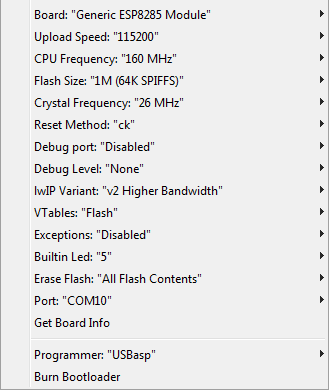 Board: "Generic ESP8285 Module"
Upload Speed: "115200"
CPU Frequency: "160 MHz"
Flash Size: "1M (64K SPIFFS)"
Crystal Frequency: "26 MHz"
Reset Method: "ck"
Debug port: "Disabled"
Debug Level: "None"
lwIP Variant: "v2 Higher Bandwidth"
VTables: "Flash"
Exceptions: "Disabled"
Builtin Led: "5"
Erase Flash: "All Flash Contents"
Port: "COM10"
Get Board Info
Programmer: "USBasp"
Burn Bootloader